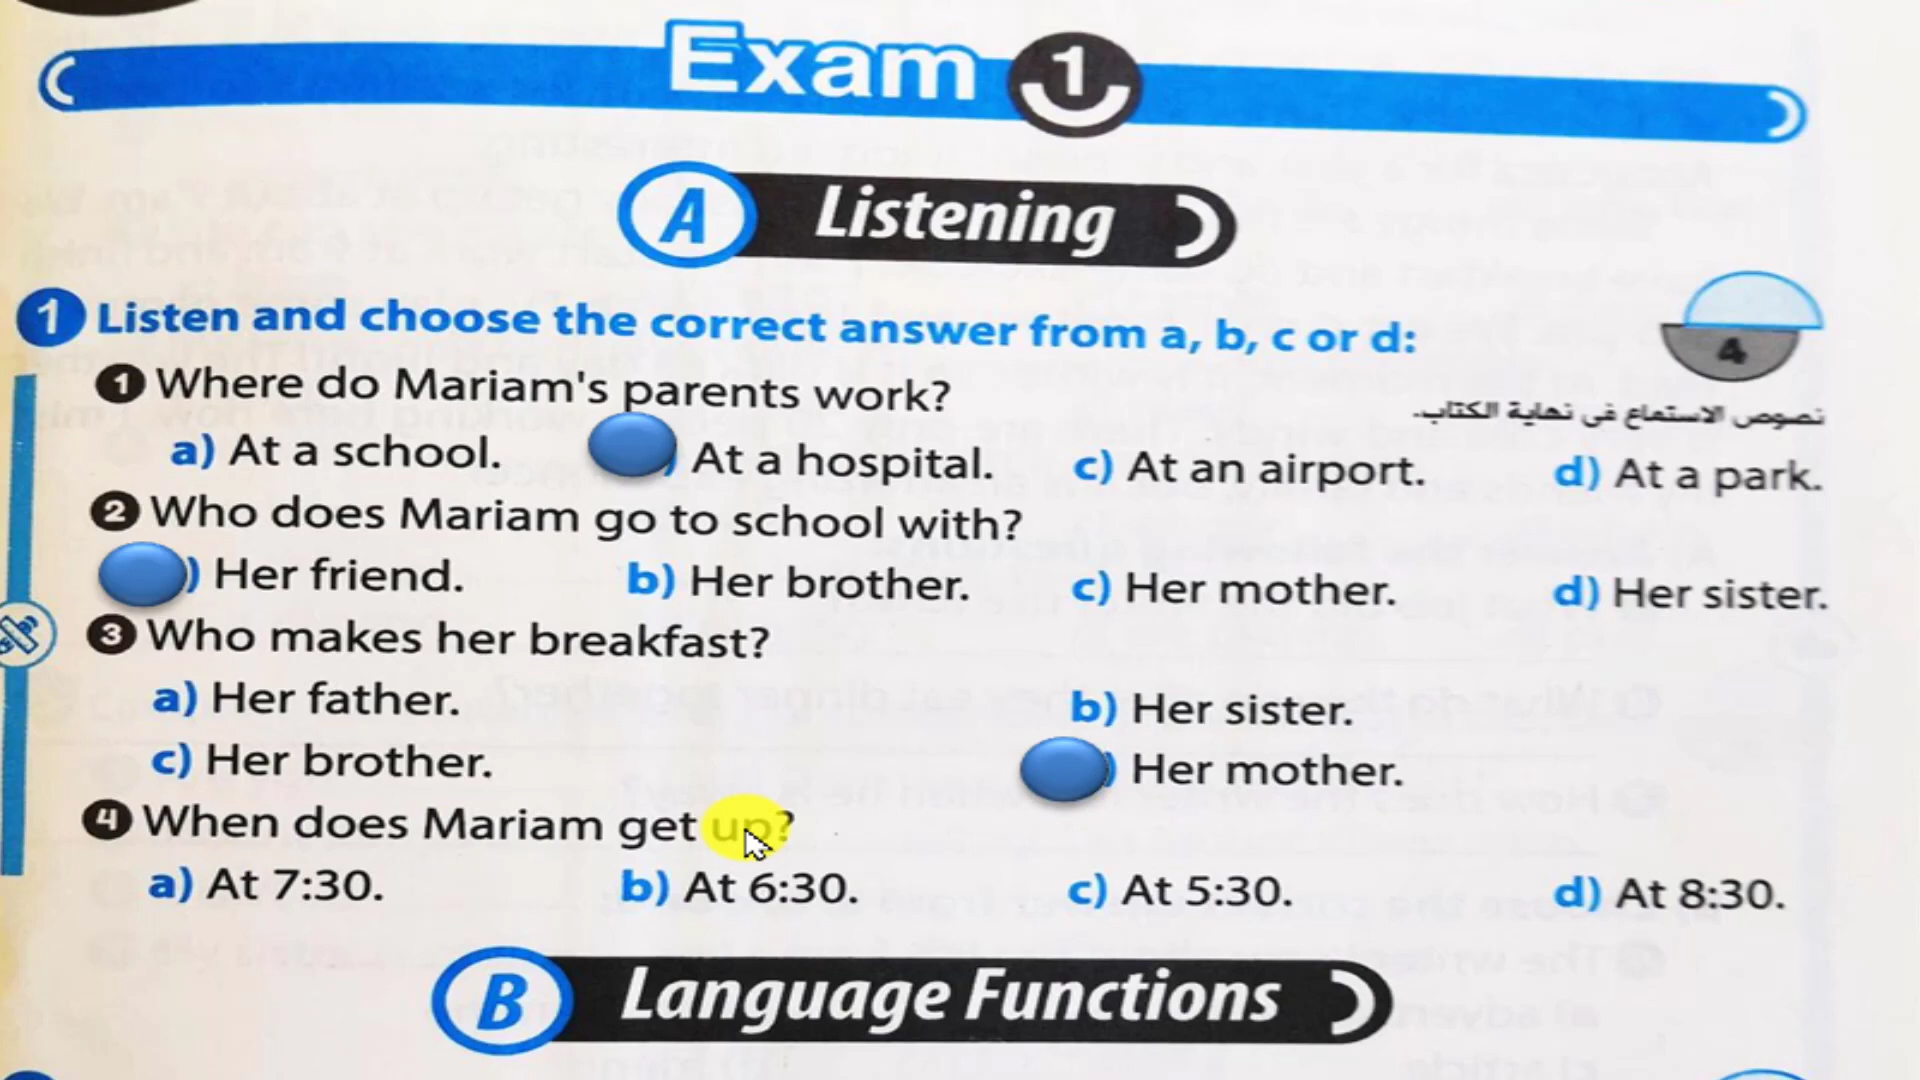 Exam 1
A Listening
1 Listen and choose the correct answer from a, b, c or d:
4
نصوص الاستماع في نهاية الكتاب.
1 Where do Mariam's parents work?
a) At a school. ) At a hospital. c) At an airport. d) At a park.
2 Who does Mariam go to school with?
) Her friend. b) Her brother. c) Her mother. d) Her sister.
3 Who makes her breakfast?
a) Her father. b) Her sister.
c) Her brother. ) Her mother.
4 When does Mariam get up?
a) At 7:30. b) At 6:30. c) At 5:30. d) At 8:30.
B Language Functions